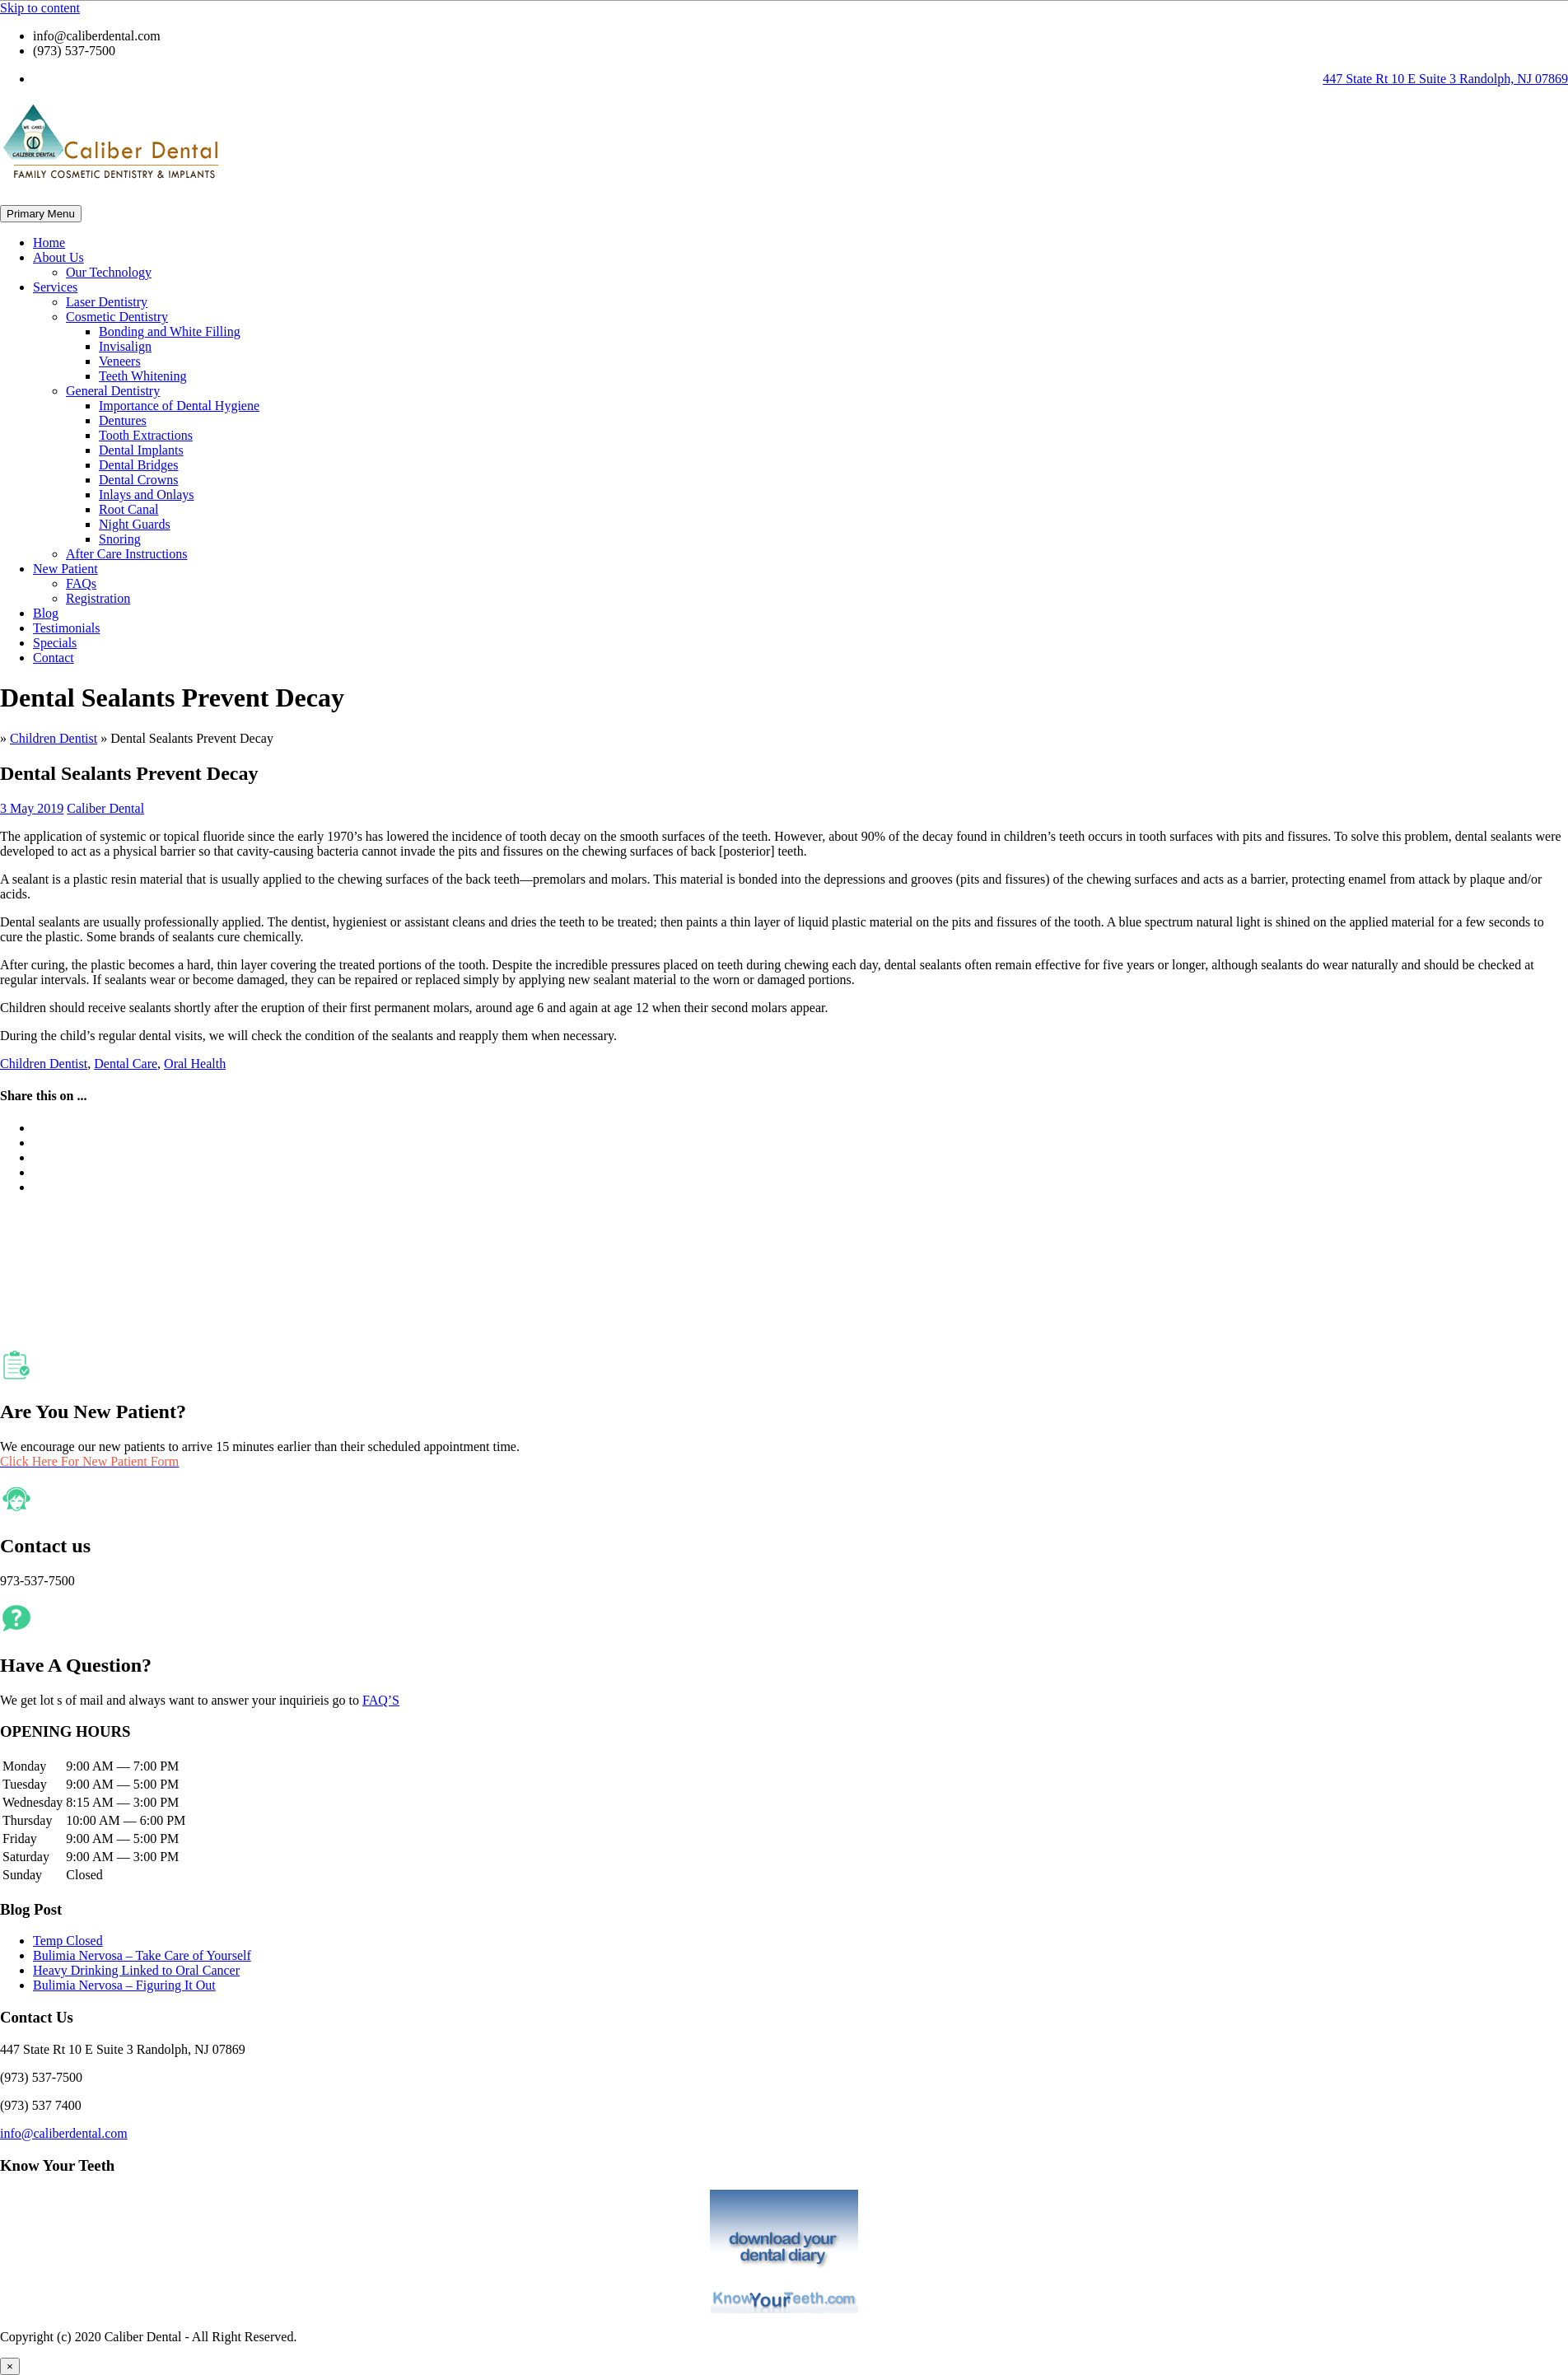 Skip to content
info@caliberdental.com
(973) 537-7500
447 State Rt 10 E Suite 3 Randolph, NJ 07869
WE CARE
CALIBER DENTAL
Caliber Dental
FAMILY COSMETIC DENTISTRY & IMPLANTS
Primary Menu
Home
About Us
Our Technology
Services
Laser Dentistry
Cosmetic Dentistry
Bonding and White Filling
Invisalign
Veneers
Teeth Whitening
General Dentistry
Importance of Dental Hygiene
Dentures
Tooth Extractions
Dental Implants
Dental Bridges
Dental Crowns
Inlays and Onlays
Root Canal
Night Guards
Snoring
After Care Instructions
New Patient
FAQs
Registration
Blog
Testimonials
Specials
Contact
Dental Sealants Prevent Decay
» Children Dentist » Dental Sealants Prevent Decay
Dental Sealants Prevent Decay
3 May 2019 Caliber Dental
The application of systemic or topical fluoride since the early 1970’s has lowered the incidence of tooth decay on the smooth surfaces of the teeth. However, about 90% of the decay found in children’s teeth occurs in tooth surfaces with pits and fissures. To solve this problem, dental sealants were
developed to act as a physical barrier so that cavity-causing bacteria cannot invade the pits and fissures on the chewing surfaces of back [posterior] teeth.
A sealant is a plastic resin material that is usually applied to the chewing surfaces of the back teeth—premolars and molars. This material is bonded into the depressions and grooves (pits and fissures) of the chewing surfaces and acts as a barrier, protecting enamel from attack by plaque and/or
acids.
Dental sealants are usually professionally applied. The dentist, hygieniest or assistant cleans and dries the teeth to be treated; then paints a thin layer of liquid plastic material on the pits and fissures of the tooth. A blue spectrum natural light is shined on the applied material for a few seconds to
cure the plastic. Some brands of sealants cure chemically.
After curing, the plastic becomes a hard, thin layer covering the treated portions of the tooth. Despite the incredible pressures placed on teeth during chewing each day, dental sealants often remain effective for five years or longer, although sealants do wear naturally and should be checked at
regular intervals. If sealants wear or become damaged, they can be repaired or replaced simply by applying new sealant material to the worn or damaged portions.
Children should receive sealants shortly after the eruption of their first permanent molars, around age 6 and again at age 12 when their second molars appear.
During the child’s regular dental visits, we will check the condition of the sealants and reapply them when necessary.
Children Dentist, Dental Care, Oral Health
Share this on ...
Are You New Patient?
We encourage our new patients to arrive 15 minutes earlier than their scheduled appointment time.
Click Here For New Patient Form
Contact us
973-537-7500
Have A Question?
We get lot s of mail and always want to answer your inquirieis go to FAQ’S
OPENING HOURS
Monday 9:00 AM — 7:00 PM
Tuesday 9:00 AM — 5:00 PM
Wednesday 8:15 AM — 3:00 PM
Thursday 10:00 AM — 6:00 PM
Friday 9:00 AM — 5:00 PM
Saturday 9:00 AM — 3:00 PM
Sunday Closed
Blog Post
Temp Closed
Bulimia Nervosa – Take Care of Yourself
Heavy Drinking Linked to Oral Cancer
Bulimia Nervosa – Figuring It Out
Contact Us
447 State Rt 10 E Suite 3 Randolph, NJ 07869
(973) 537-7500
(973) 537 7400
info@caliberdental.com
Know Your Teeth
download your
dental diary
KnowYourTeeth.com
Copyright (c) 2020 Caliber Dental - All Right Reserved.
×